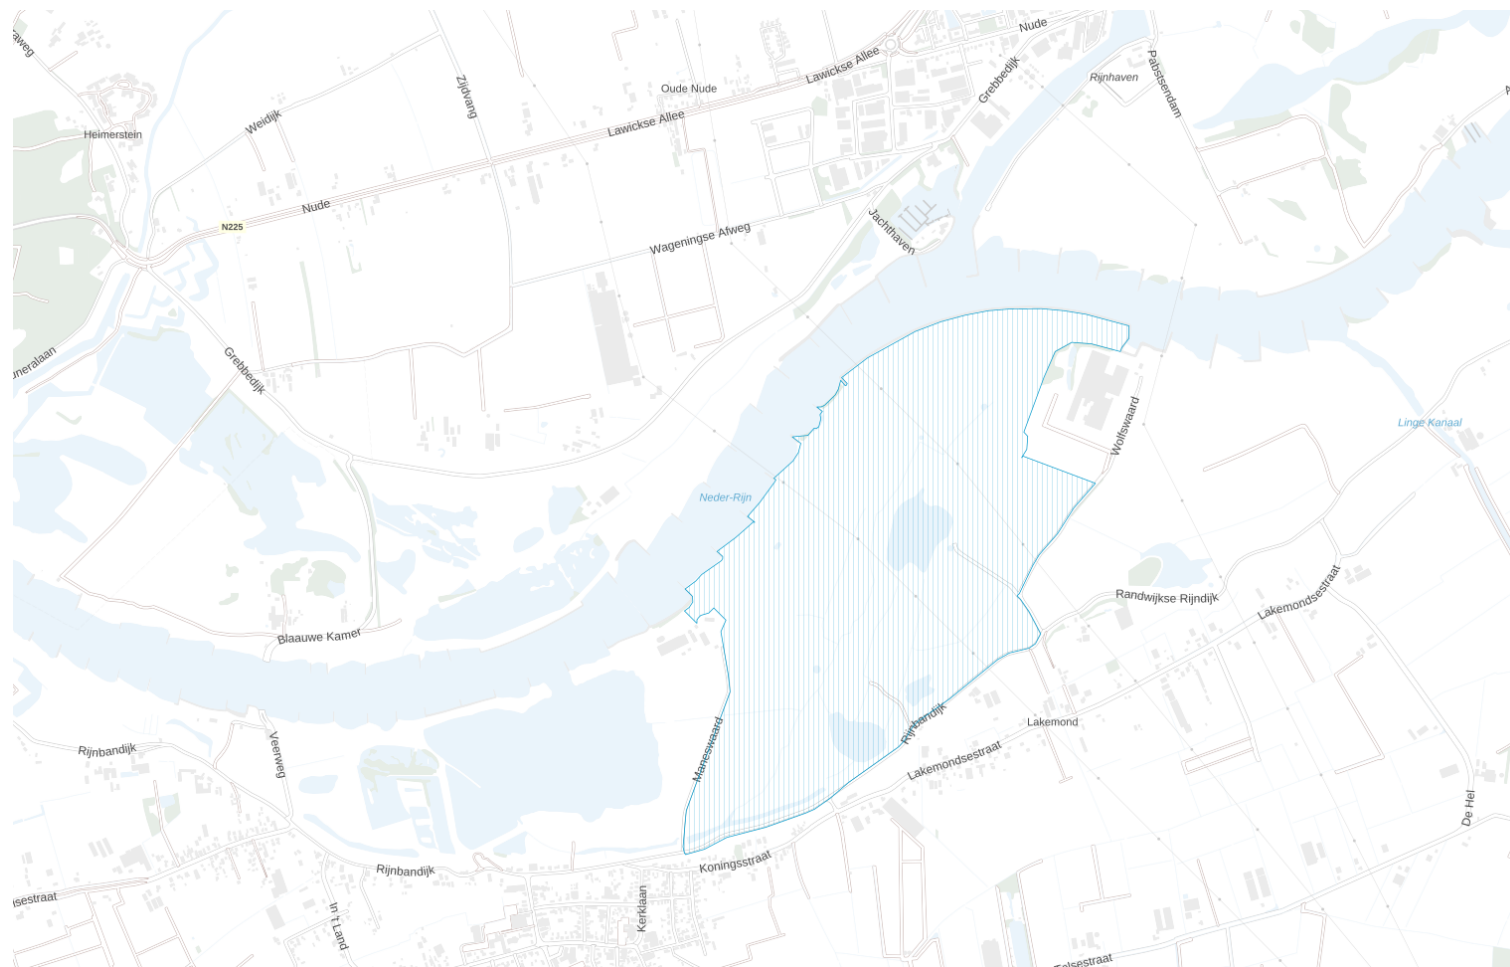 Nude
Lawickse Allee
Grebbedijk
Rijnhaven
Pabstsendam
Zijdvang
Oude Nude
Weidijk
Heimerstein
Lawickse Allee
Nude
N225
Jachthaven
Wageningse Afweg
Grebbedijk
Wolfswaard
Linge Kanaal
Neder-Rijn
Randwijkse Rijndijk
Lakemondsestraat
Blaauwe Kamer
Rijnbandijk
Lakemond
Maneswaard
Veerweg
Rijnbandijk
Lakemondsestraat
De Hel
Koningsstraat
Rijnbandijk
Kerklaan
In 't Land